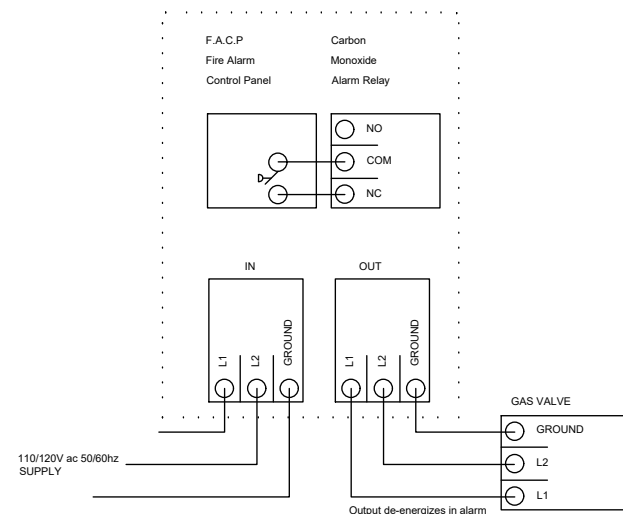 F.A.C.P
Fire Alarm
Control Panel
Carbon
Monoxide
Alarm Relay
NO
COM
NC
IN
OUT
L1
L2
GROUND
L1
L2
GROUND
GAS VALVE
GROUND
L2
L1
110/120V ac 50/60hz
SUPPLY
Output de-energizes in alarm